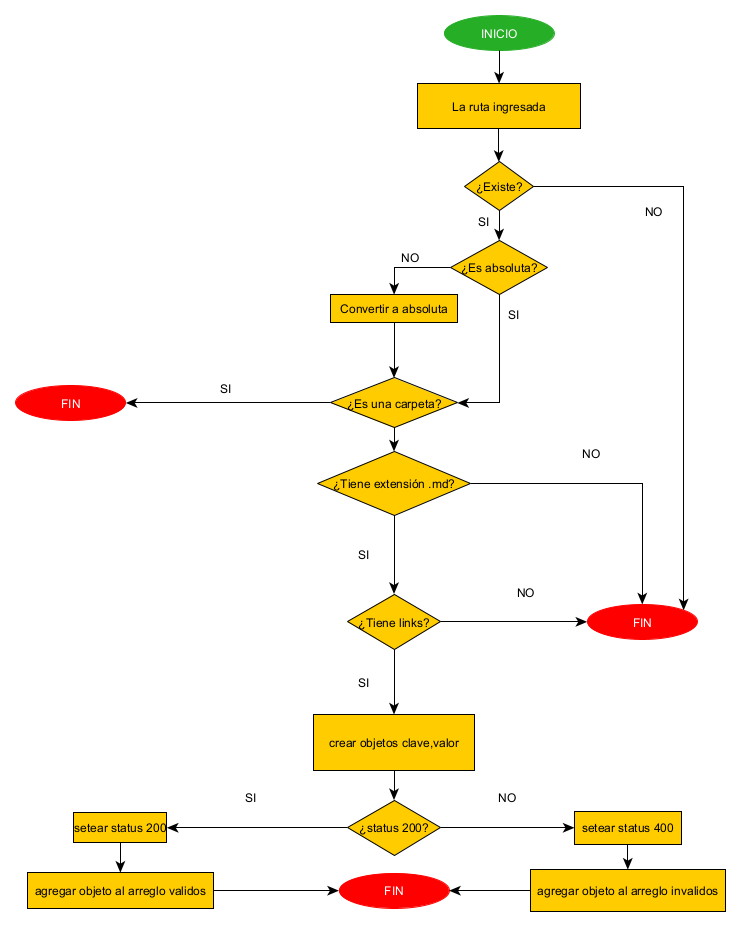 INICIO
La ruta ingresada
¿Existe?
NO
SI
¿Es absoluta?
NO
Convertir a absoluta
SI
SI
FIN
¿Es una carpeta?
NO
¿Tiene extensión .md?
SI
NO
¿Tiene links?
FIN
SI
crear objetos clave,valor
SI
NO
setear status 200
¿status 200?
setear status 400
agregar objeto al arreglo validos
FIN
agregar objeto al arreglo invalidos